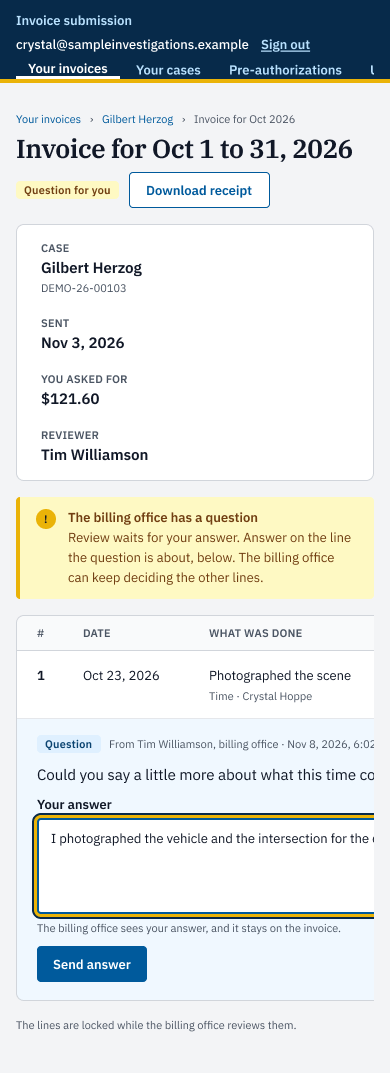 Invoice submission
crystal@sampleinvestigations.example Sign out
Your invoices Your cases Pre-authorizations
Your invoices › Gilbert Herzog › Invoice for Oct 1 to 31, 2026
Invoice for Oct 1 to 31, 2026
Question for you Download receipt
CASE
Gilbert Herzog
DEMO-26-00103
SENT
Nov 3, 2026
YOU ASKED FOR
$121.60
REVIEWER
Tim Williamson
! The billing office has a question
Review waits for your answer. Answer on the line
the question is about, below. The billing office
can keep deciding the other lines.
# DATE WHAT WAS DONE
1 Oct 23, 2026 Photographed the scene
Time · Crystal Hoppe
Question From Tim Williamson, billing office · Nov 8, 2026, 6:02
Could you say a little more about what this time co
Your answer
I photographed the vehicle and the intersection for the
The billing office sees your answer, and it stays on the invoice.
Send answer
The lines are locked while the billing office reviews them.